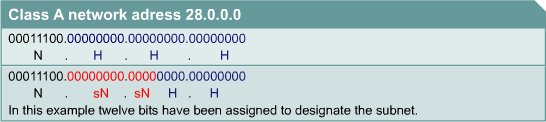 Class A network adress 28.0.0.0
00011100.00000000.00000000.00000000
N . H . H . H
00011100.00000000.00000000.00000000
N . sN . sN H . H
In this example twelve bits have been assigned to designate the subnet.